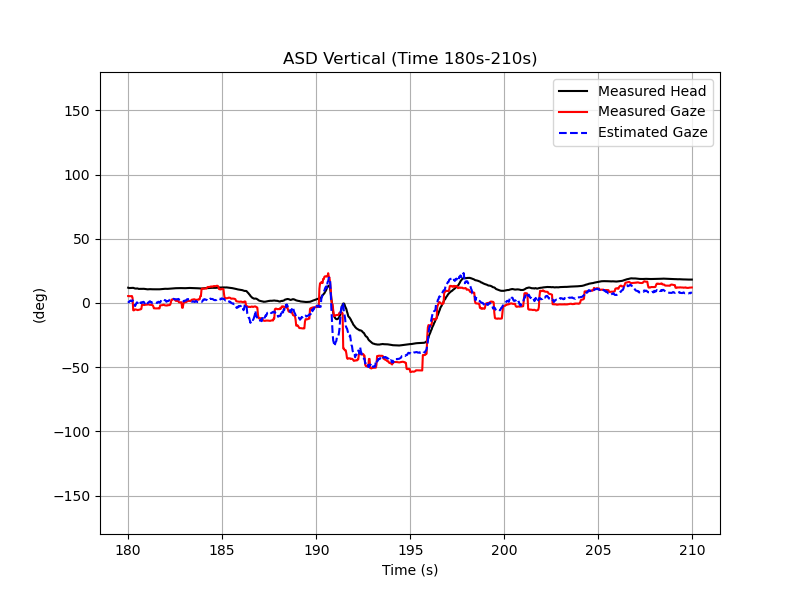 ASD Vertical (Time 180s-210s)
Measured Head
Measured Gaze
Estimated Gaze
150
100
50
0
−50
−100
−150
(deg)
180 185 190 195 200 205 210
Time (s)